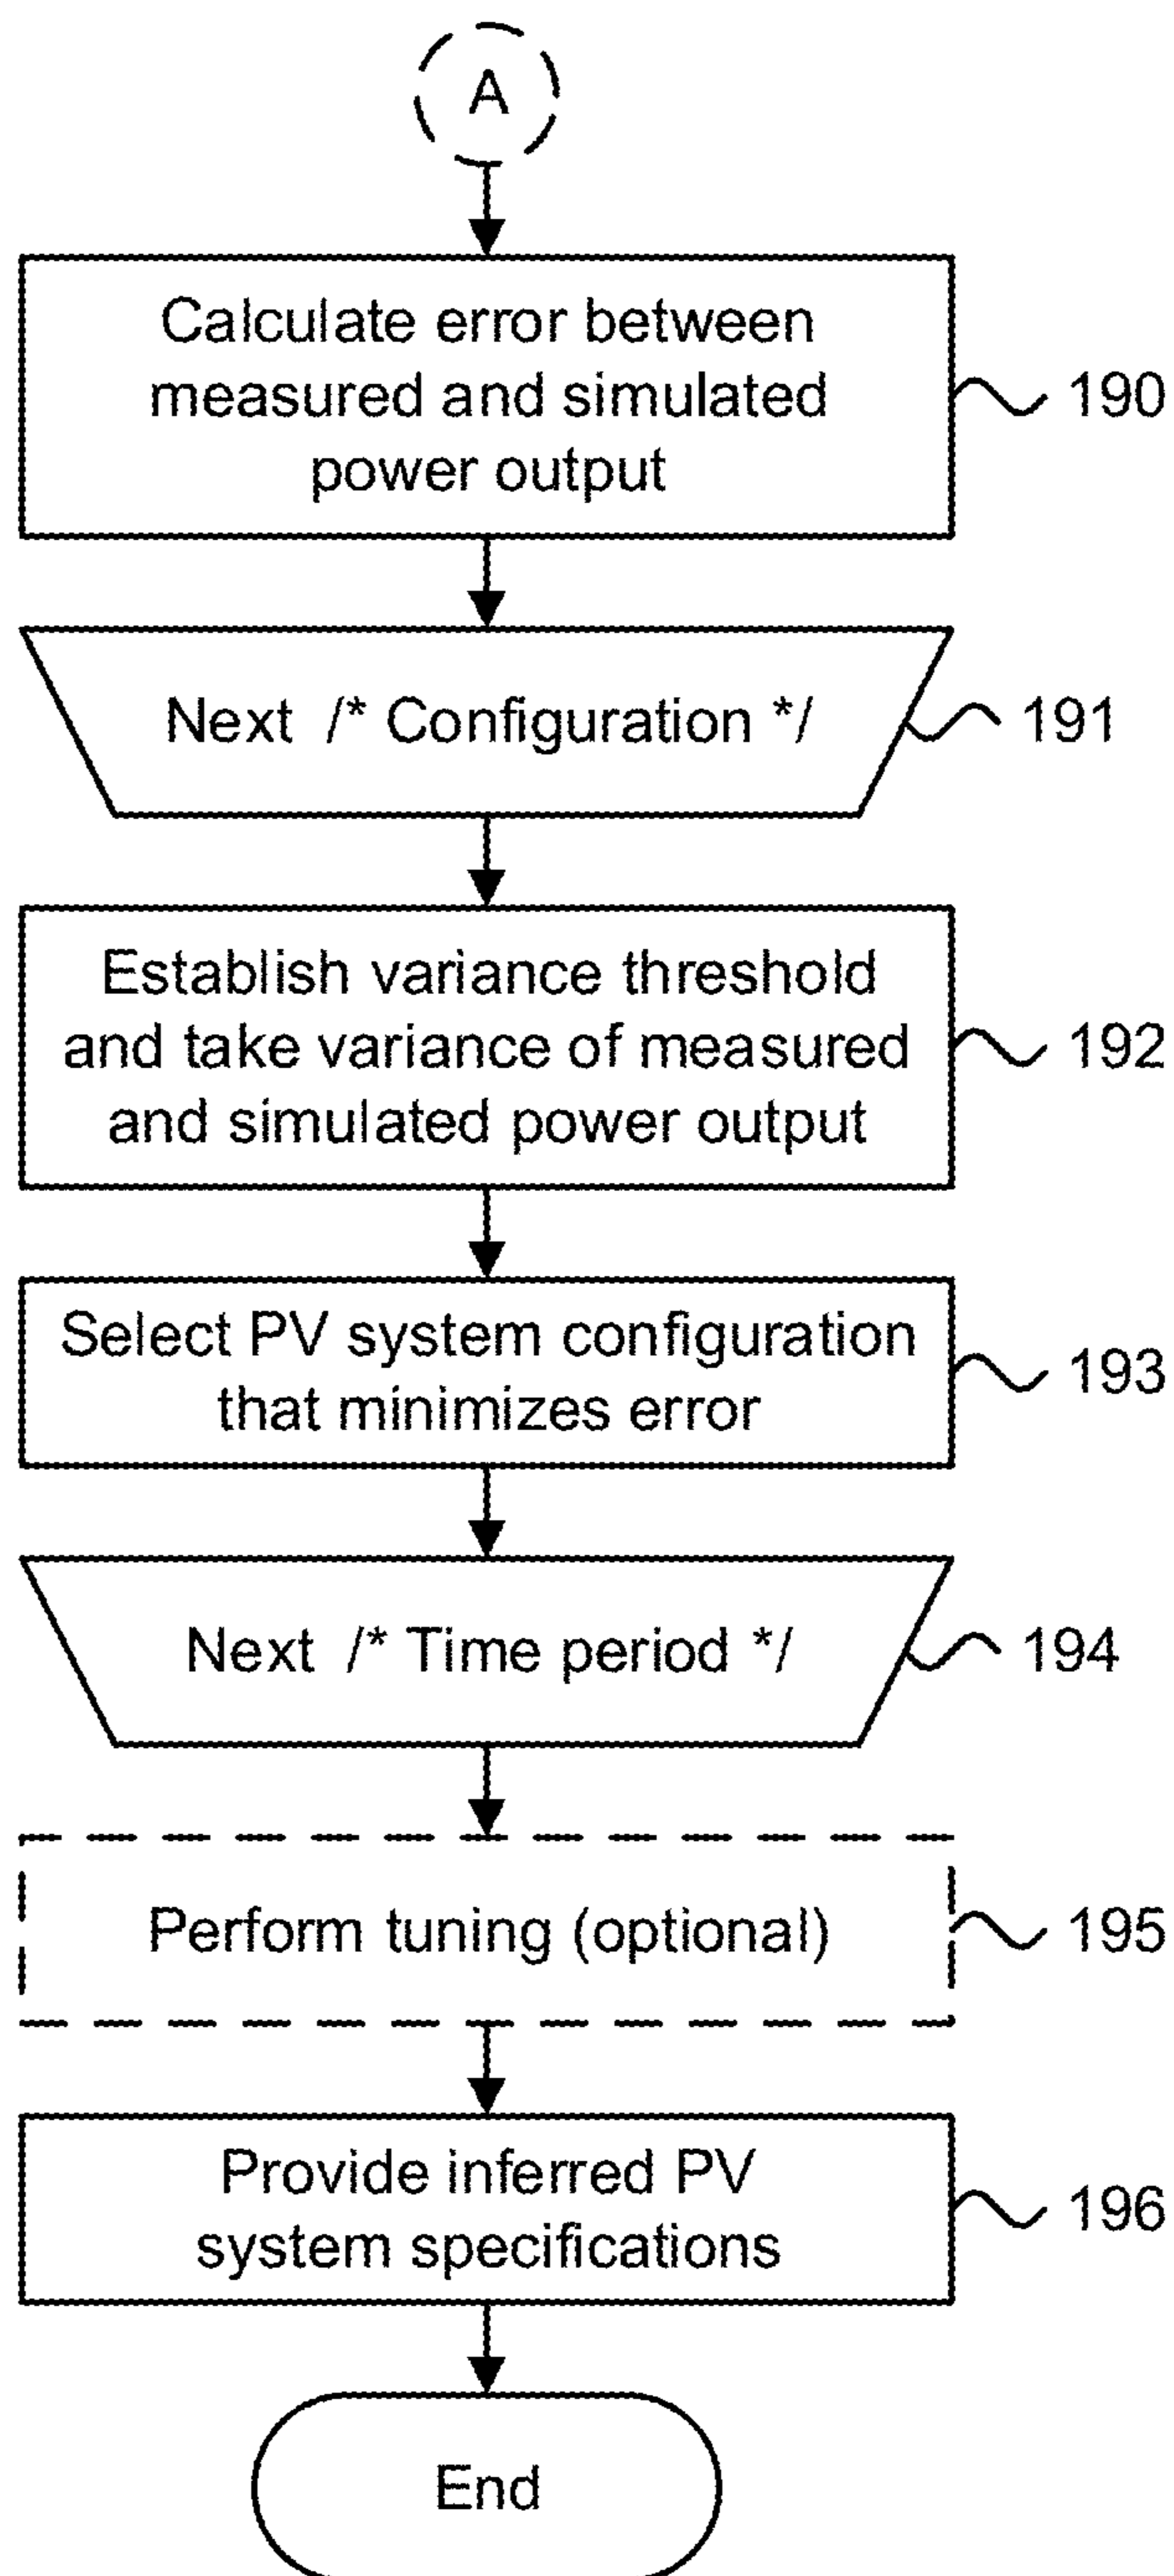 A
Calculate error between
measured and simulated
power output
190
Next /* Configuration */
191
Establish variance threshold
and take variance of measured
and simulated power output
192
Select PV system configuration
that minimizes error
193
Next /* Time period */
194
Perform tuning (optional)
195
Provide inferred PV
system specifications
196
End